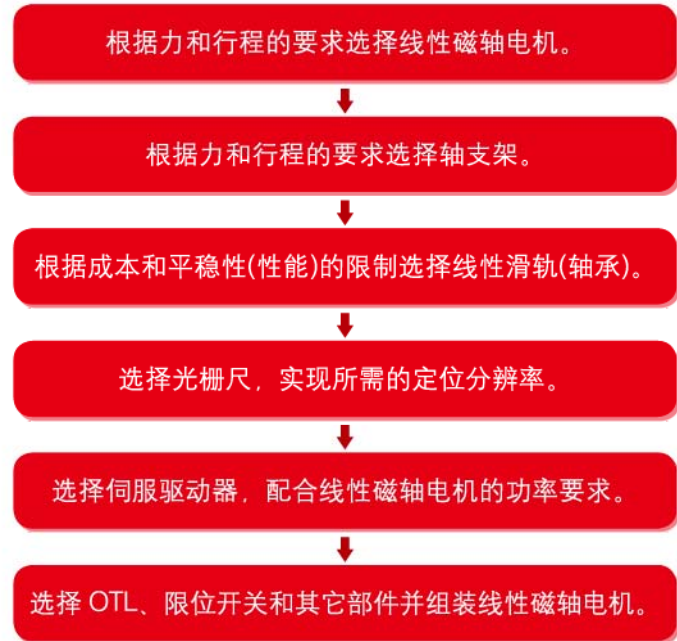 根据力和行程的要求选择线性磁轴电机。
根据力和行程的要求选择轴支架。
根据成本和平稳性(性能)的限制选择线性滑轨(轴承)。
选择光栅尺，实现所需的定位分辨率。
选择伺服驱动器，配合线性磁轴电机的功率要求。
选择 OTL、限位开关和其它部件并组装线性磁轴电机。